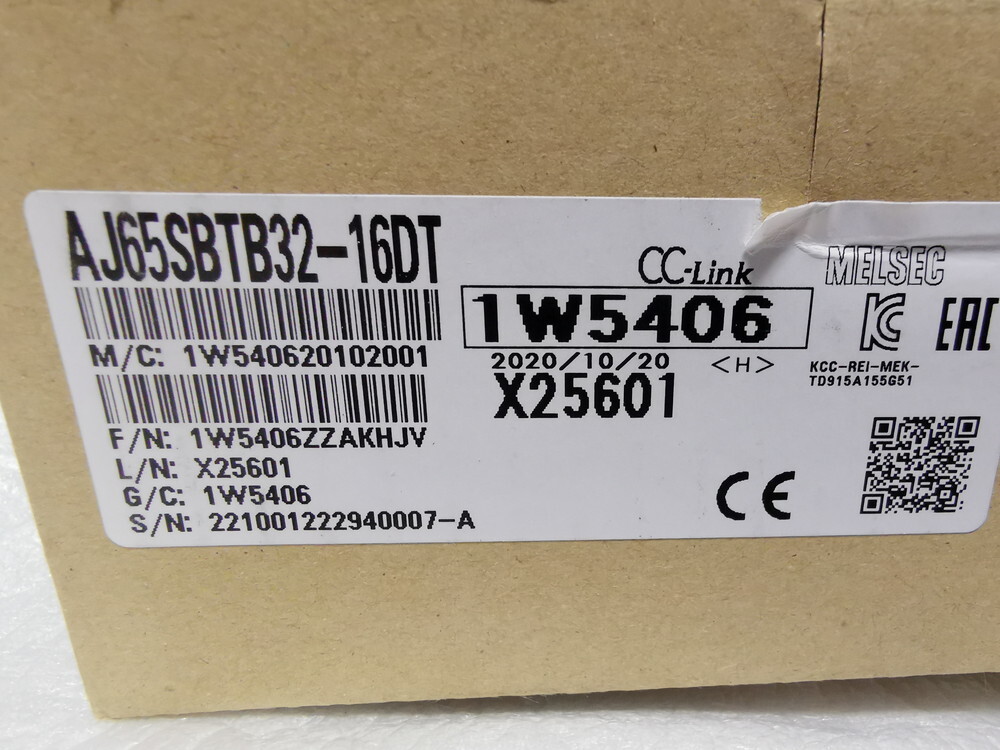 AJ65SBTB32-16DT
M/C: 1W540620102001
F/N: 1W5406ZZAKHJV
L/N: X25601
G/C: 1W5406
S/N: 221001222940007-A
CC-Link
1W5406
2020/10/20 <H>
X25601
CE
MELSEC
KC EAC
KCC-REI-MEK-
TD915A155G51